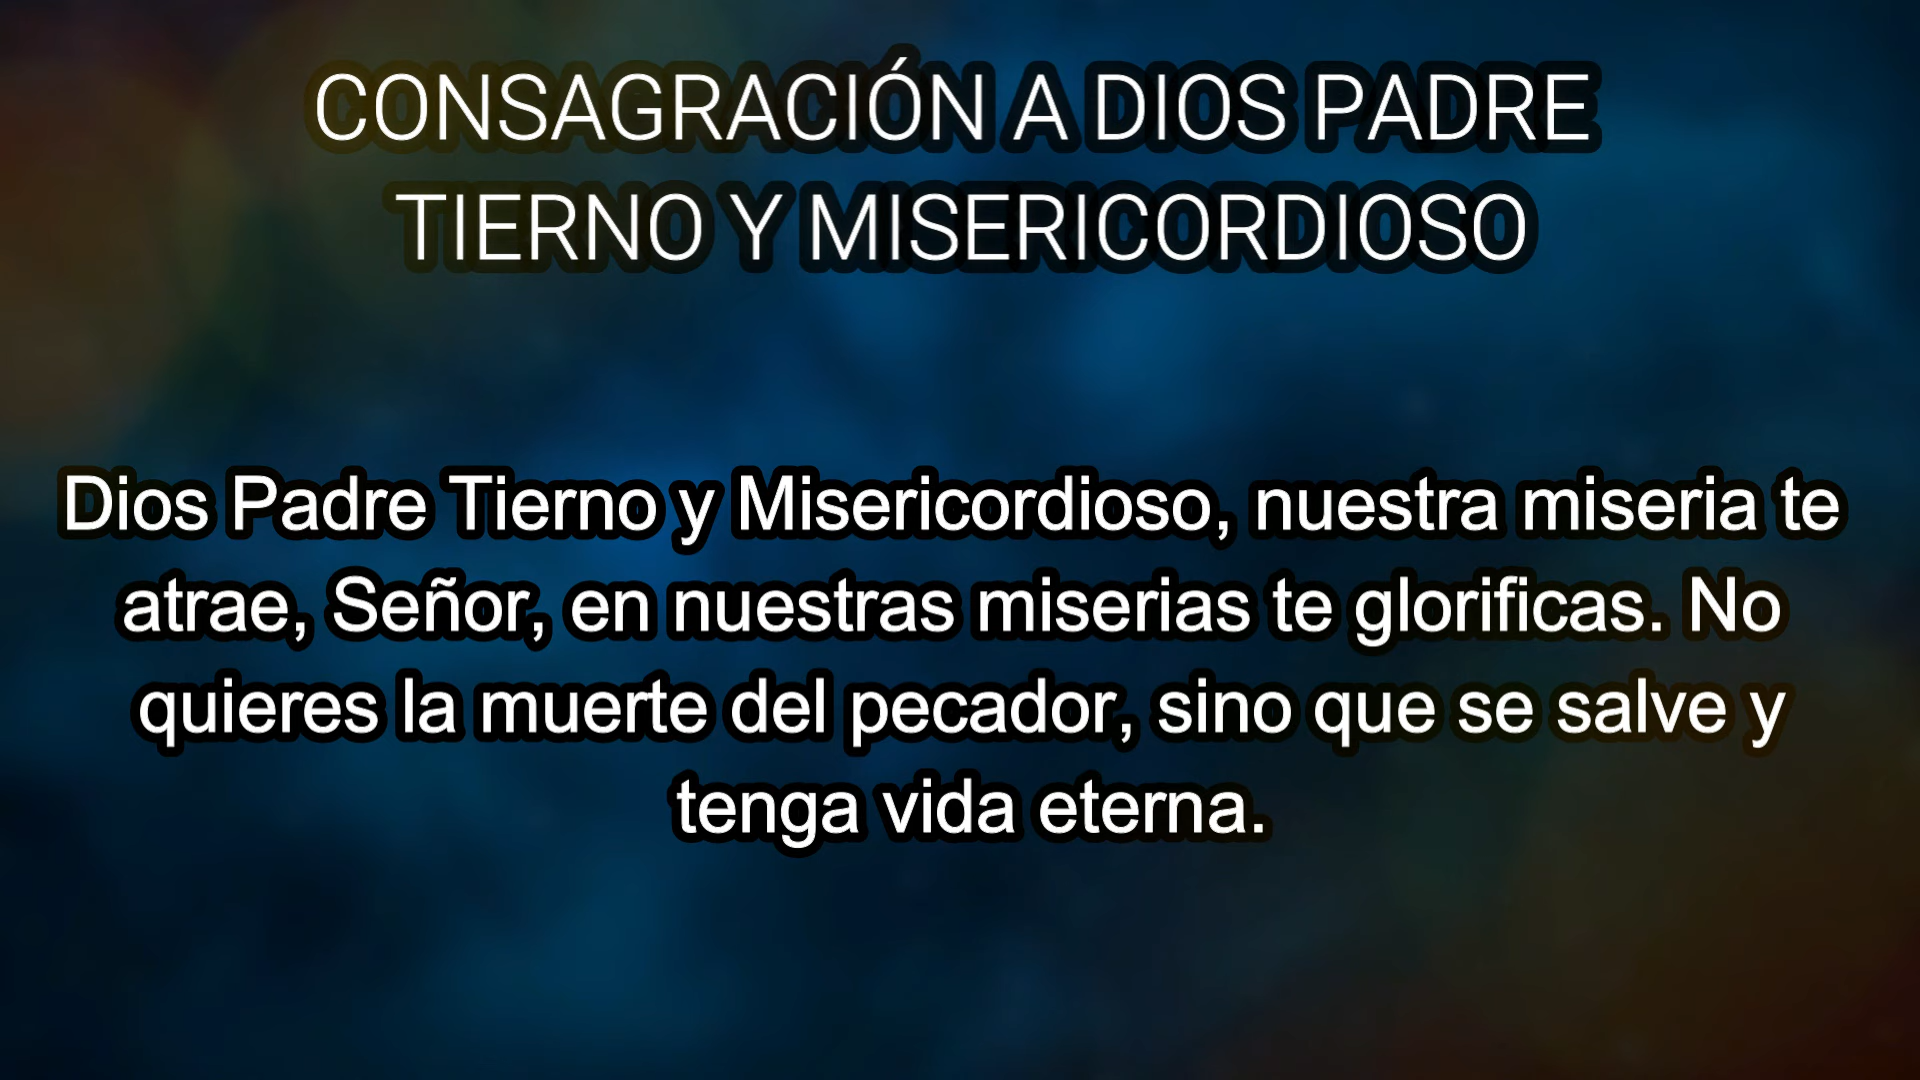 CONSAGRACIÓN A DIOS PADRE
TIERNO Y MISERICORDIOSO
Dios Padre Tierno y Misericordioso, nuestra miseria te
atrae, Señor, en nuestras miserias te glorificas. No
quieres la muerte del pecador, sino que se salve y
tenga vida eterna.